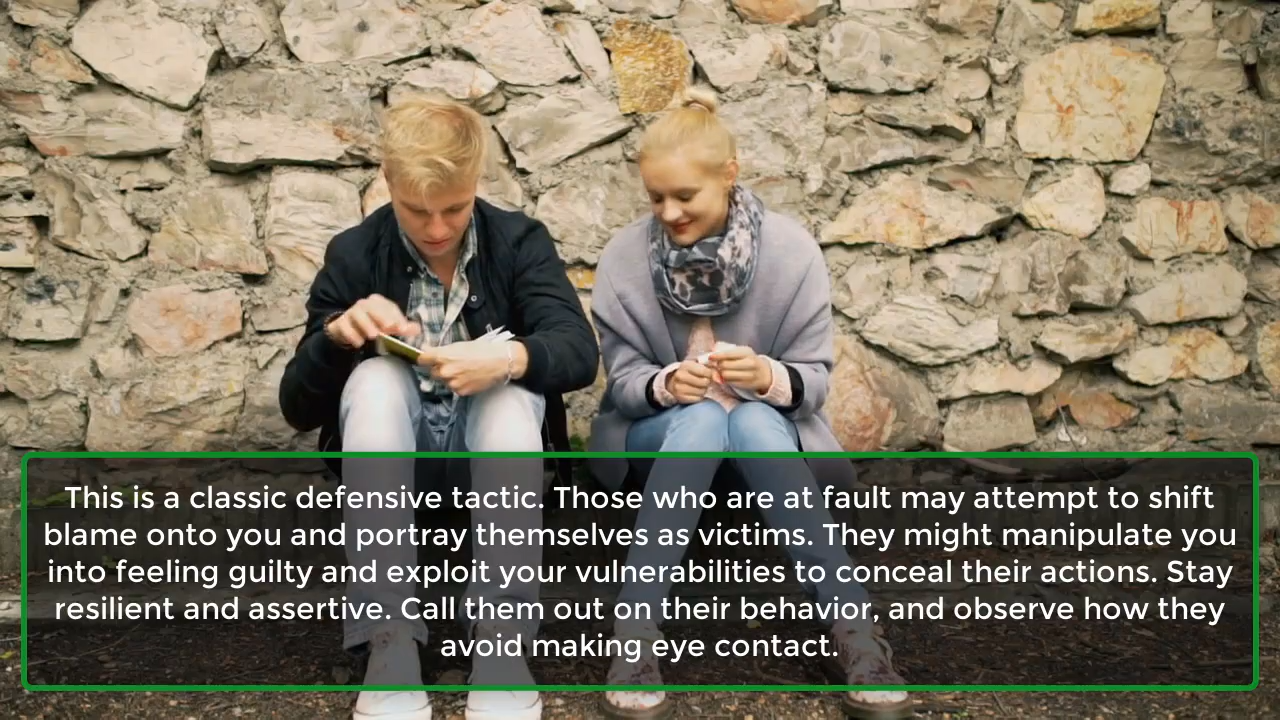 This is a classic defensive tactic. Those who are at fault may attempt to shift
blame onto you and portray themselves as victims. They might manipulate you
into feeling guilty and exploit your vulnerabilities to conceal their actions. Stay
resilient and assertive. Call them out on their behavior, and observe how they
avoid making eye contact.